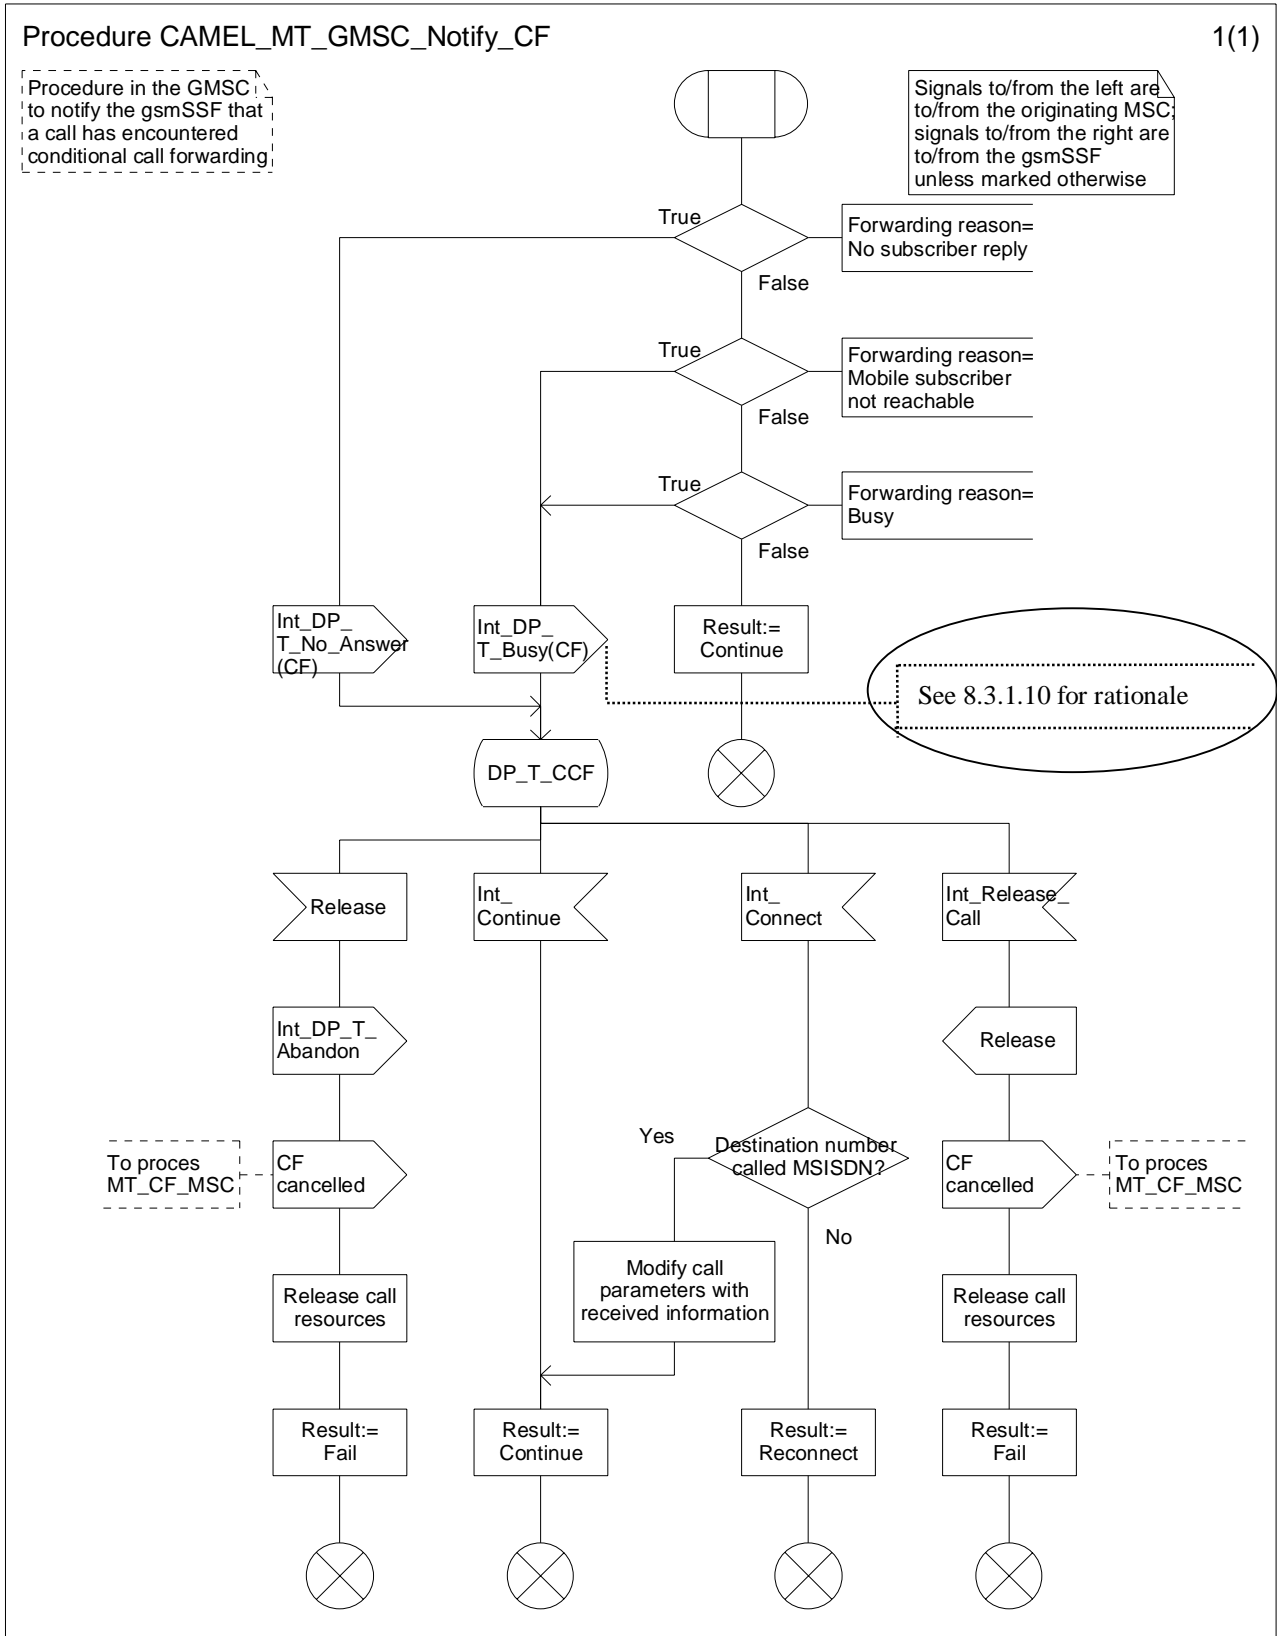 Procedure CAMEL_MT_GMSC_Notify_CF
1(1)
Procedure in the GMSC
to notify the gsmSSF that
a call has encountered
conditional call forwarding
Signals to/from the left are
to/from the originating MSC;
signals to/from the right are
to/from the gsmSSF
unless marked otherwise
True
Forwarding reason=
No subscriber reply
False
True
Forwarding reason=
Mobile subscriber
not reachable
False
True
Forwarding reason=
Busy
False
Int_DP_
T_No_Answer
(CF)
Int_DP_
T_Busy(CF)
Result:=
Continue
See 8.3.1.10 for rationale
DP_T_CCF
Release
Int_
Continue
Int_
Connect
Int_Release_
Call
Int_DP_T_
Abandon
Release
To proces
MT_CF_MSC
CF
cancelled
Yes
Destination number
called MSISDN?
No
CF
cancelled
To proces
MT_CF_MSC
Release call
resources
Modify call
parameters with
received information
Release call
resources
Result:=
Fail
Result:=
Continue
Result:=
Reconnect
Result:=
Fail